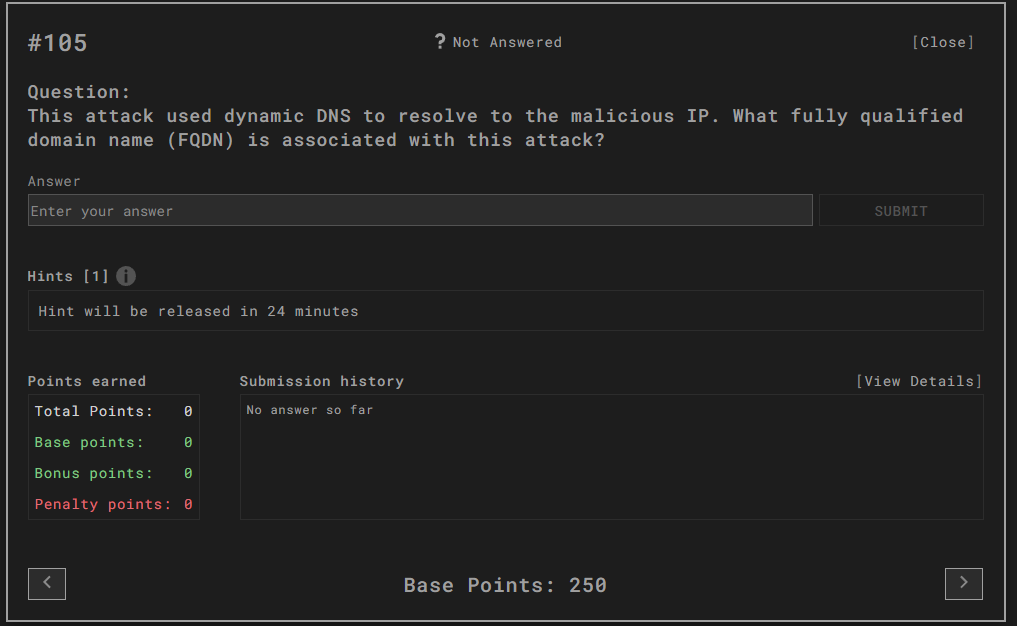 #105
? Not Answered
[Close]
Question:
This attack used dynamic DNS to resolve to the malicious IP. What fully qualified
domain name (FQDN) is associated with this attack?
Answer
Enter your answer
SUBMIT
Hints [1] i
Hint will be released in 24 minutes
Points earned
Total Points: 0
Base points: 0
Bonus points: 0
Penalty points: 0
Submission history
[View Details]
No answer so far
<
Base Points: 250
>